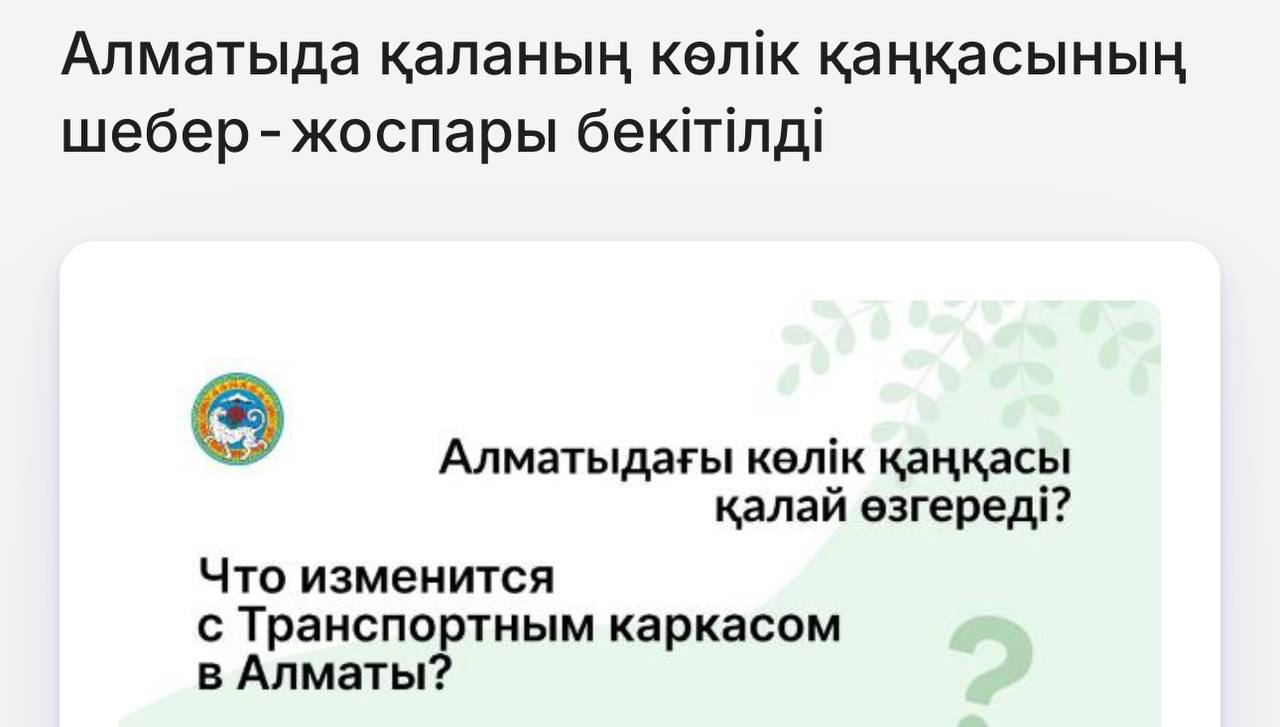 Алматыда қаланың көлік қаңқасының
шебер-жоспары бекітілді
Алматыдағы көлік қаңқасы
қалай өзгереді?
Что изменится
с Транспортным каркасом
в Алматы?
?